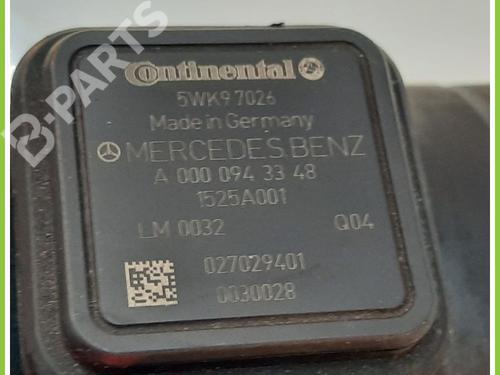 Continental
5WK9 7026
Made in Germany
MERCEDES BENZ
A 000 094 33 48
1525A001
LM 0032 Q04
027029401
0030028
B-PARTS